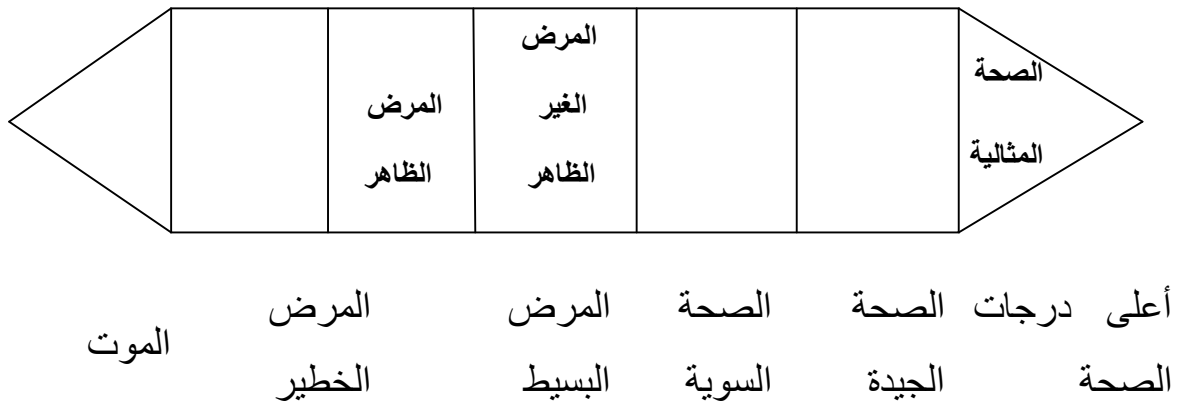 الصحة
المثالية
المرض
الغير
الظاهر
المرض
الظاهر
أعلى درجات الصحة الصحة المرض المرض
الموت
الصحة الجيدة السوية البسيط الخطير